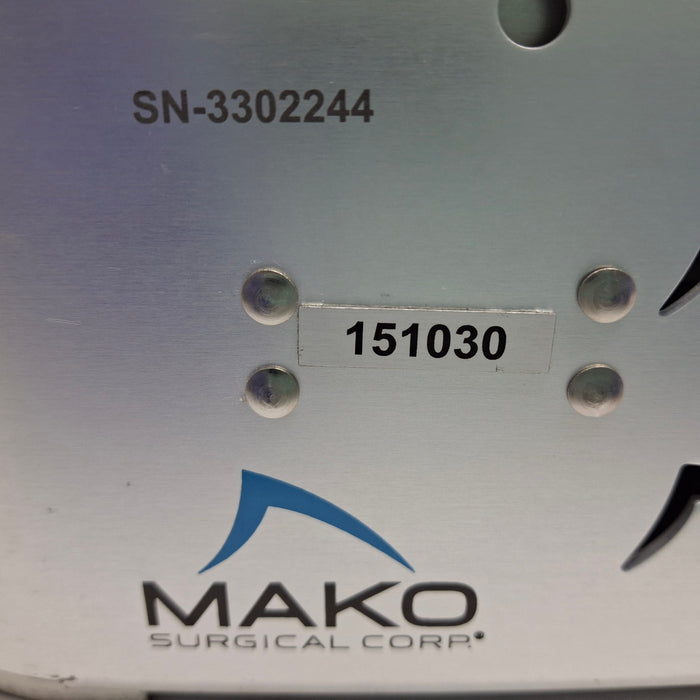 SN-3302244
151030
MAKO
SURGICAL CORP.®